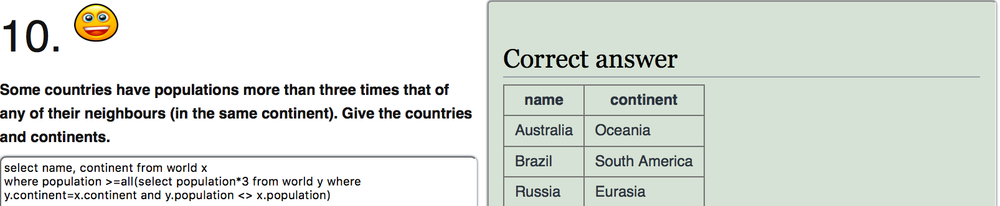 10.
Some countries have populations more than three times that of
any of their neighbours (in the same continent). Give the countries
and continents.
select name, continent from world x
where population >=all(select population*3 from world y where
y.continent=x.continent and y.population <> x.population)
Correct answer
name continent
Australia Oceania
Brazil South America
Russia Eurasia